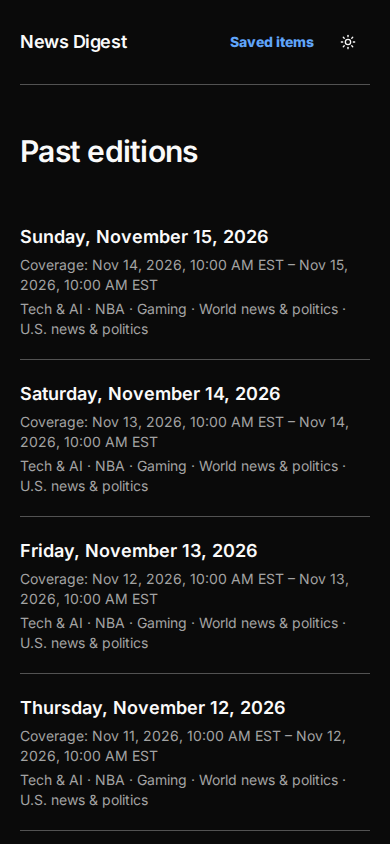 News Digest
Saved items
Past editions
Sunday, November 15, 2026
Coverage: Nov 14, 2026, 10:00 AM EST – Nov 15,
2026, 10:00 AM EST
Tech & AI · NBA · Gaming · World news & politics ·
U.S. news & politics
Saturday, November 14, 2026
Coverage: Nov 13, 2026, 10:00 AM EST – Nov 14,
2026, 10:00 AM EST
Tech & AI · NBA · Gaming · World news & politics ·
U.S. news & politics
Friday, November 13, 2026
Coverage: Nov 12, 2026, 10:00 AM EST – Nov 13,
2026, 10:00 AM EST
Tech & AI · NBA · Gaming · World news & politics ·
U.S. news & politics
Thursday, November 12, 2026
Coverage: Nov 11, 2026, 10:00 AM EST – Nov 12,
2026, 10:00 AM EST
Tech & AI · NBA · Gaming · World news & politics ·
U.S. news & politics